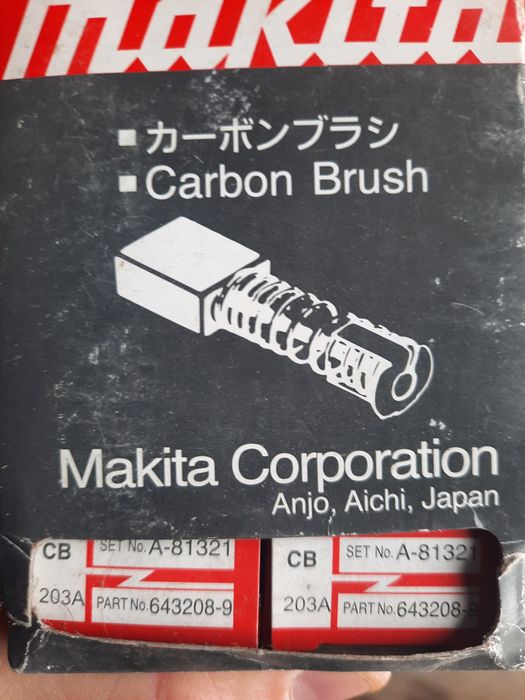 makita
■カーボンブラシ
■Carbon Brush
Makita Corporation
Anjo, Aichi, Japan
CB SET No. A-81321
203A PART No. 643208-9
CB SET No. A-81321
203A PART No. 643208-9